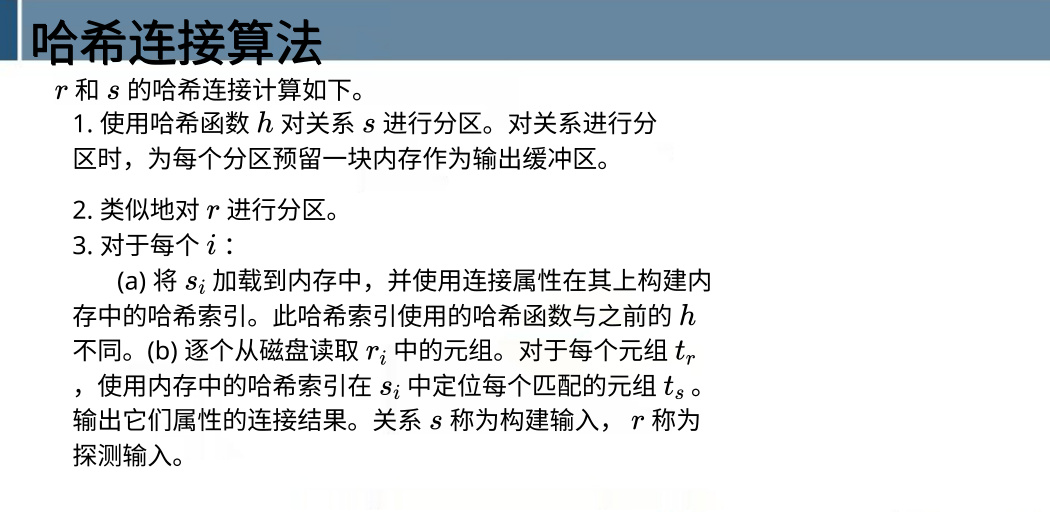 哈希连接算法
r 和 s 的哈希连接计算如下。
1. 使用哈希函数 h 对关系 s 进行分区。对关系进行分
区时，为每个分区预留一块内存作为输出缓冲区。
2. 类似地对 r 进行分区。
3. 对于每个 i：
(a) 将 s_i 加载到内存中，并使用连接属性在其上构建内
存中的哈希索引。此哈希索引使用的哈希函数与之前的 h
不同。(b) 逐个从磁盘读取 r_i 中的元组。对于每个元组 t_r
，使用内存中的哈希索引在 s_i 中定位每个匹配的元组 t_s。
输出它们属性的连接结果。关系 s 称为构建输入， r 称为
探测输入。